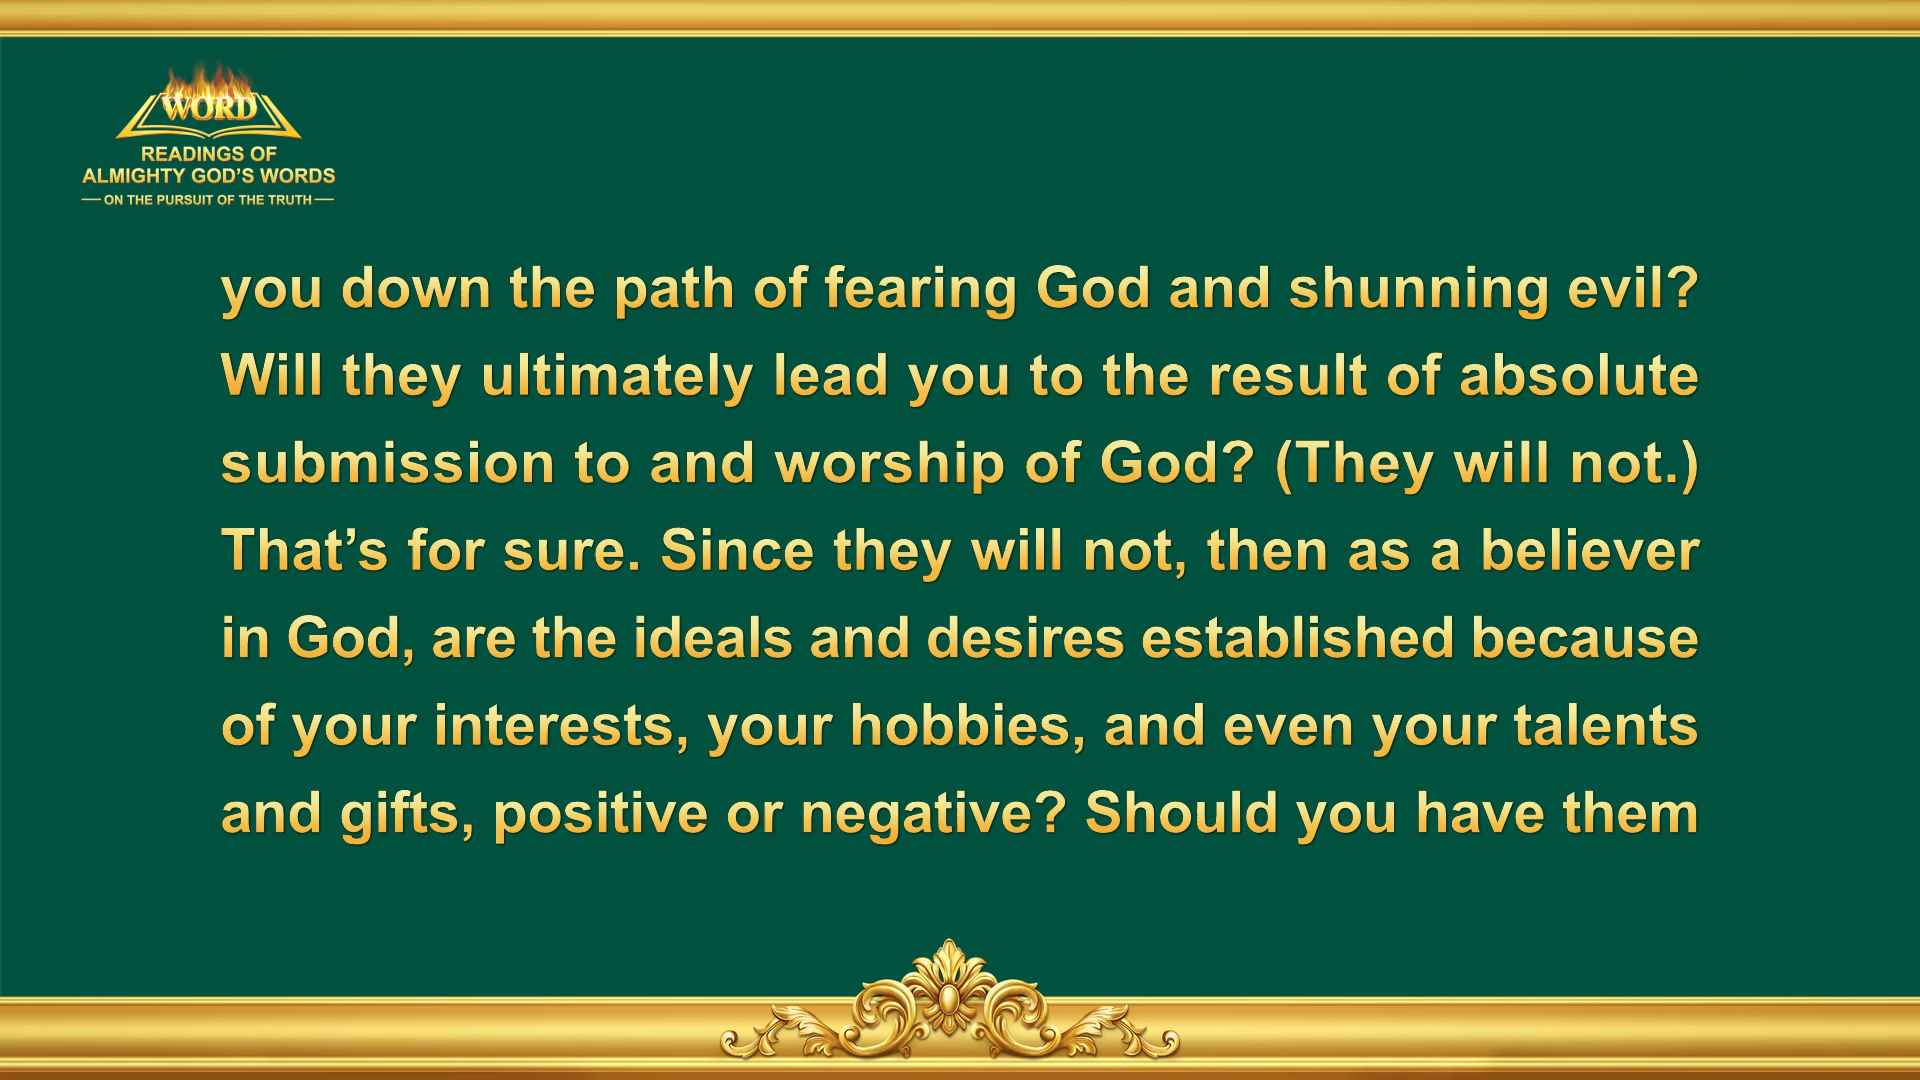 WORD
READINGS OF
ALMIGHTY GOD’S WORDS
— ON THE PURSUIT OF THE TRUTH —
you down the path of fearing God and shunning evil?
Will they ultimately lead you to the result of absolute
submission to and worship of God? (They will not.)
That’s for sure. Since they will not, then as a believer
in God, are the ideals and desires established because
of your interests, your hobbies, and even your talents
and gifts, positive or negative? Should you have them